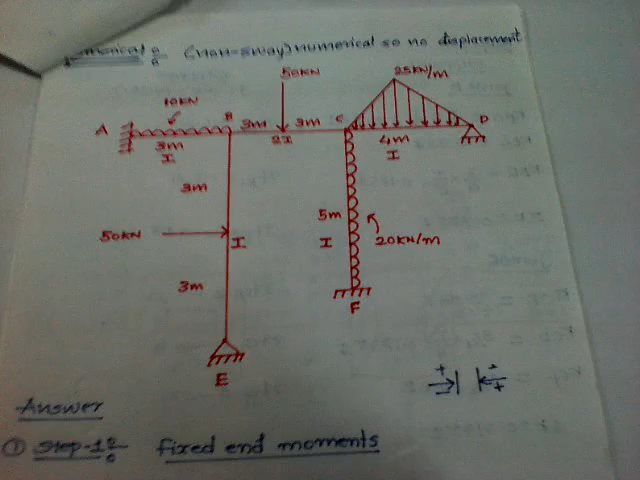 numerical :- (non-sway) numerical so no displacement
50KN
25KN/m
10KN
A
B
3m
3m
C
D
3m
I
2I
4m
I
3m
50KN
I
5m
I
20KN/m
3m
F
E
+
+
Answer
① Step-1 :- fixed end moments